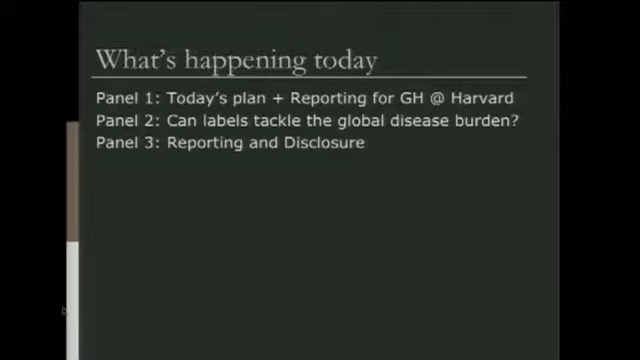 What's happening today
Panel 1: Today's plan + Reporting for GH @ Harvard
Panel 2: Can labels tackle the global disease burden?
Panel 3: Reporting and Disclosure